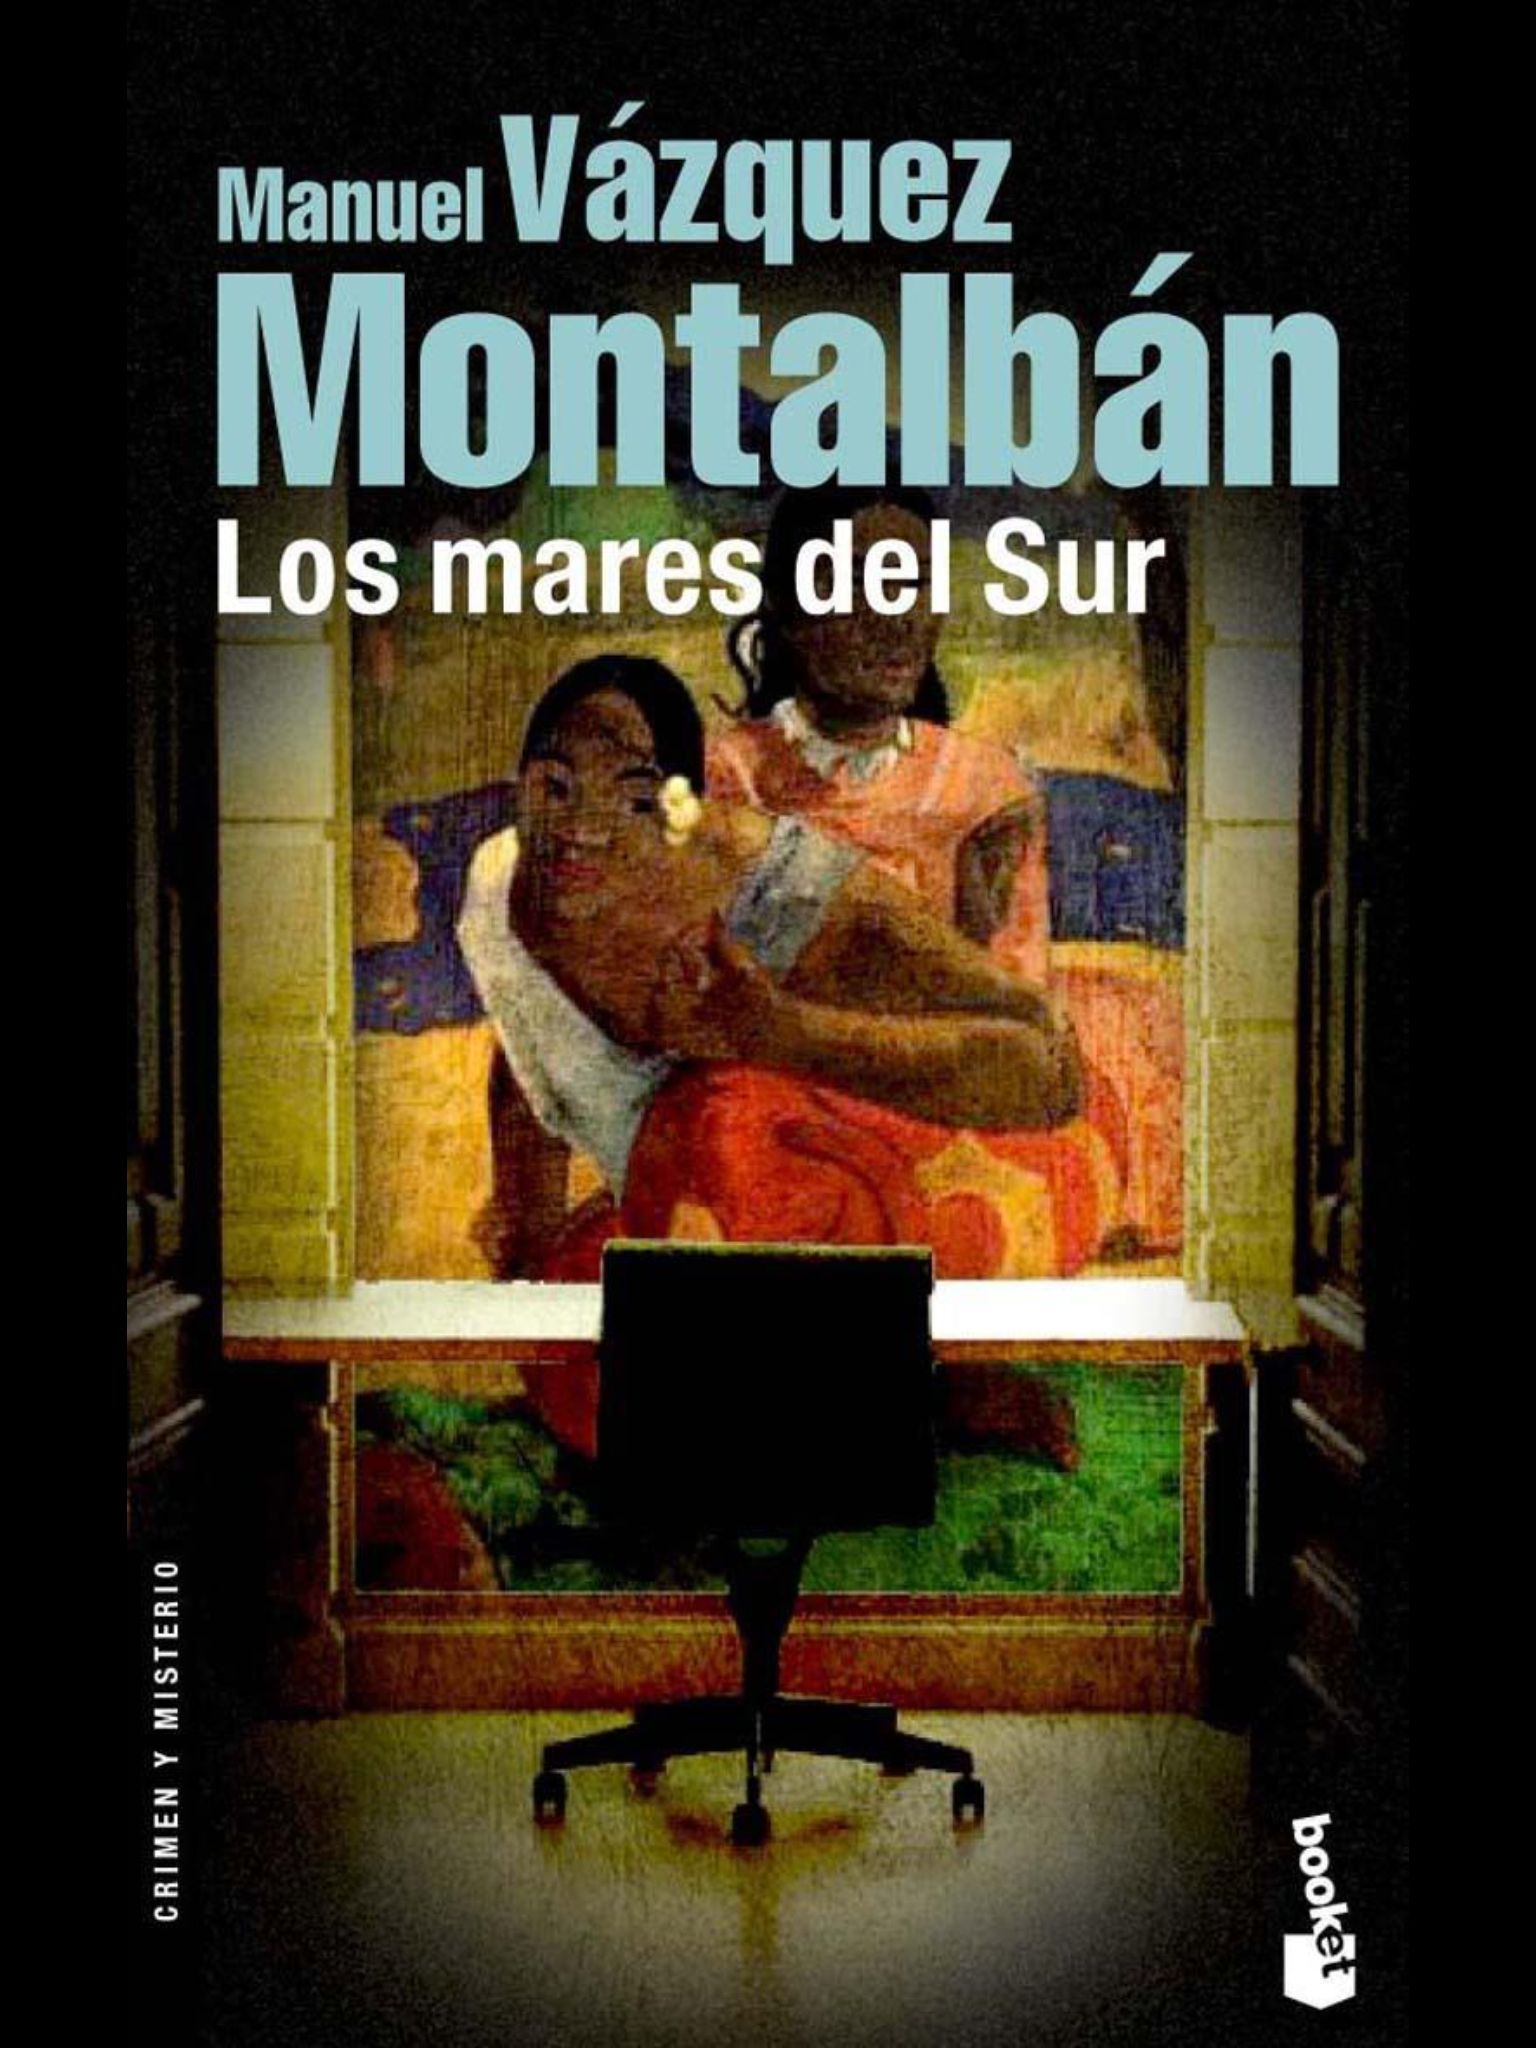 Manuel Vázquez
Montalbán
Los mares del Sur
CRIMEN Y MISTERIO
booket